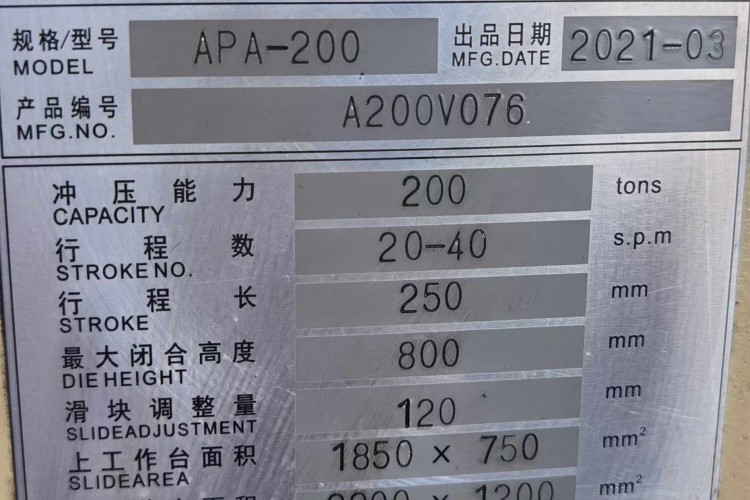 规格/型号 APA-200 出品日期 2021-03
MODEL MFG.DATE
产品编号 A200V076
MFG.NO.
冲压能力 200 tons
CAPACITY
行程数 20-40 s.p.m
STROKE NO.
行程长 250 mm
STROKE
最大闭合高度 800 mm
DIE HEIGHT
滑块调整量 120 mm
SLIDEADJUSTMENT
上工作台面积 1850 × 750 mm²
SLIDEAREA
× 1200 mm²